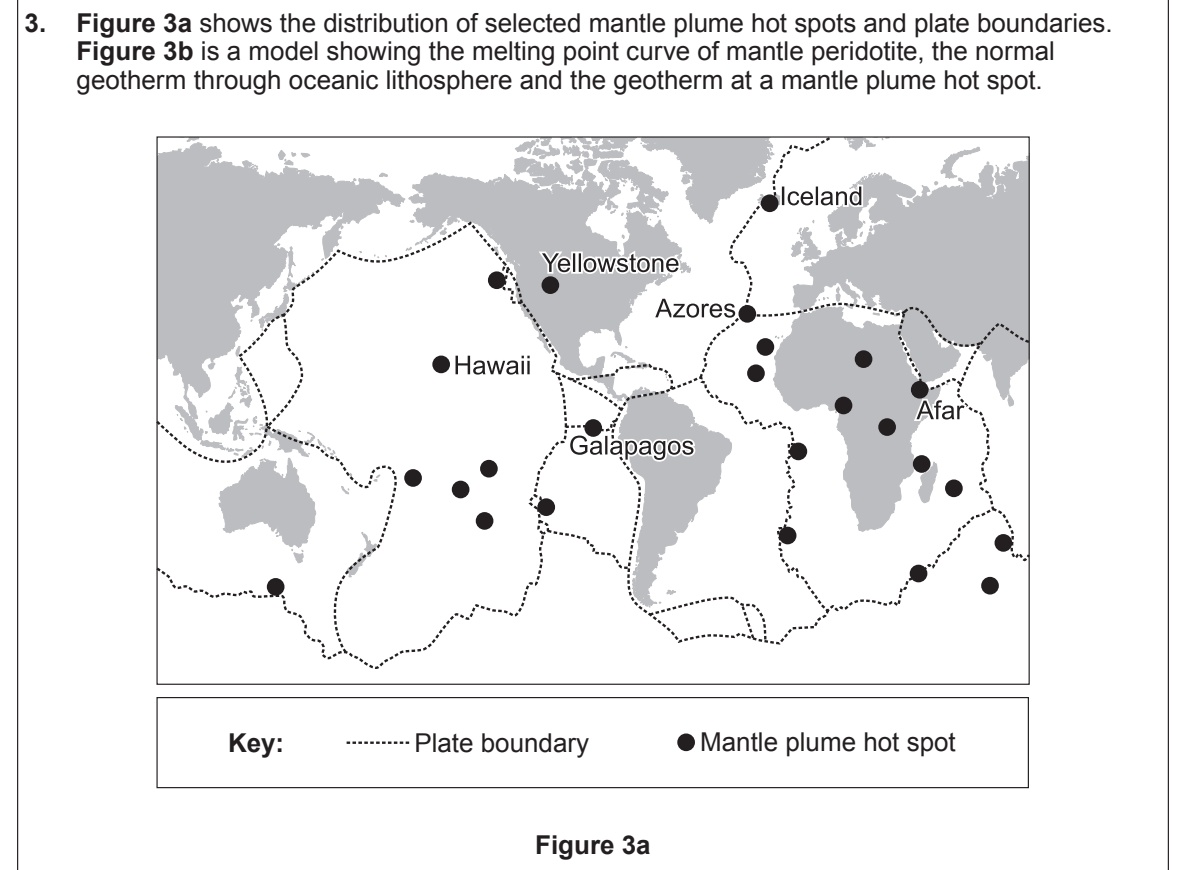 3. Figure 3a shows the distribution of selected mantle plume hot spots and plate boundaries.
Figure 3b is a model showing the melting point curve of mantle peridotite, the normal
geotherm through oceanic lithosphere and the geotherm at a mantle plume hot spot.
Iceland
Yellowstone
Azores
Hawaii
Afar
Galapagos
Key: Plate boundary Mantle plume hot spot
Figure 3a